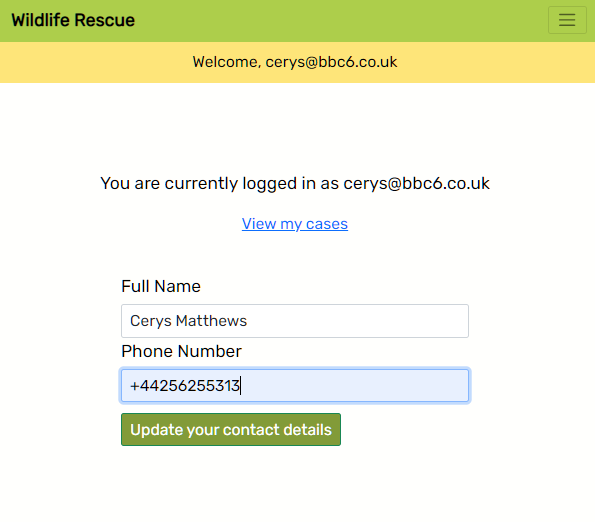 Wildlife Rescue
Welcome, cerys@bbc6.co.uk
You are currently logged in as cerys@bbc6.co.uk
View my cases
Full Name
Cerys Matthews
Phone Number
+44256255313
Update your contact details